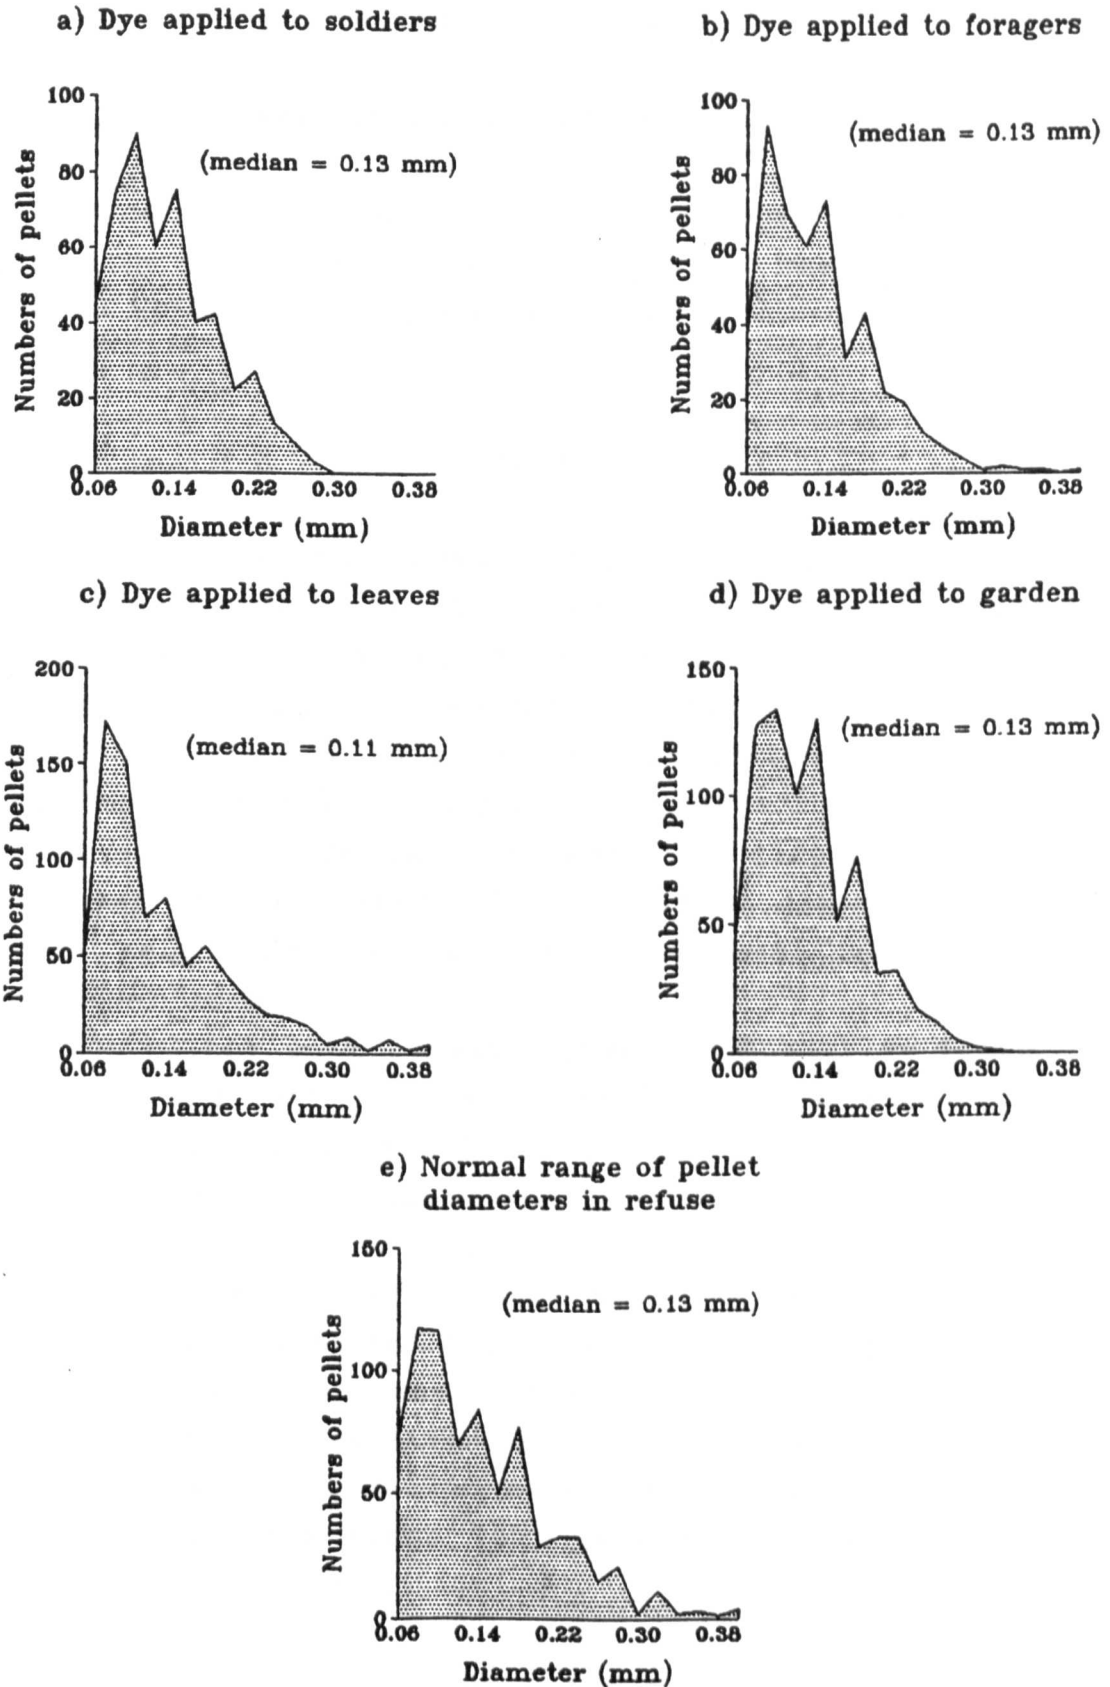 a) Dye applied to soldiers
100
80
60
40
20
0
Numbers of pellets
(median = 0.13 mm)
0.06 0.14 0.22 0.30 0.38
Diameter (mm)
b) Dye applied to foragers
100
80
60
40
20
0
Numbers of pellets
(median = 0.13 mm)
0.06 0.14 0.22 0.30 0.38
Diameter (mm)
c) Dye applied to leaves
200
150
100
50
0
Numbers of pellets
(median = 0.11 mm)
0.06 0.14 0.22 0.30 0.38
Diameter (mm)
d) Dye applied to garden
150
100
50
0
Numbers of pellets
(median = 0.13 mm)
0.06 0.14 0.22 0.30 0.38
Diameter (mm)
e) Normal range of pellet
diameters in refuse
150
100
50
0
Numbers of pellets
(median = 0.13 mm)
0.06 0.14 0.22 0.30 0.38
Diameter (mm)